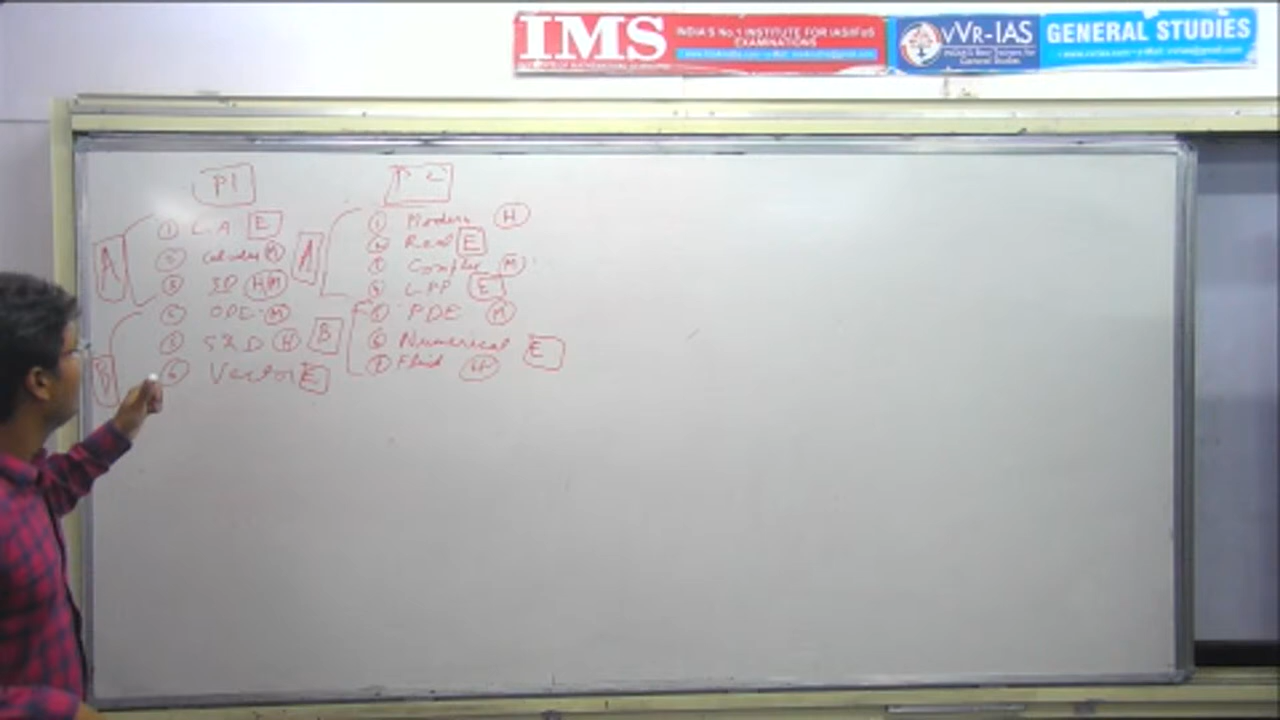 IMS
INDIA'S No.1 INSTITUTE FOR IAS/IFoS
EXAMINATIONS
vVR-IAS
GENERAL STUDIES
P1
A
① L.A E
② Calculus M
③ 3D H M
④ ODE M
B
⑤ S&D H
⑥ Vector E
P2
A
① Modern H
② Real E
③ Complex M
④ LPP E
B
⑤ PDE M
⑥ Numerical E
⑦ Fluid H